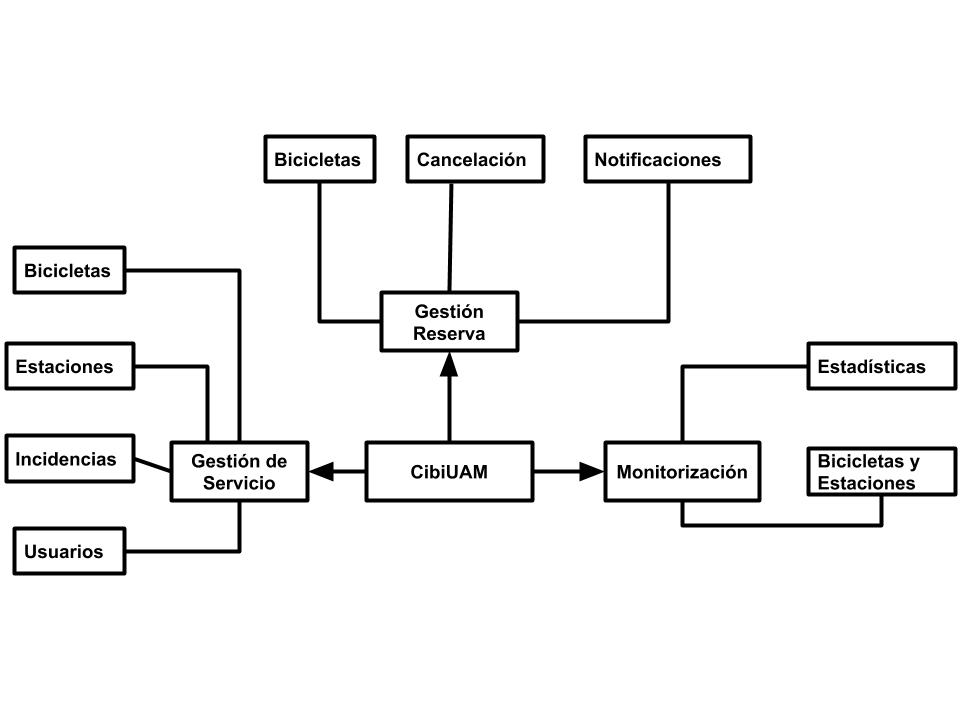 Bicicletas
Cancelación
Notificaciones
Bicicletas
Gestión
Reserva
Estaciones
Estadísticas
Incidencias
Gestión de
Servicio
CibiUAM
Monitorización
Bicicletas y
Estaciones
Usuarios